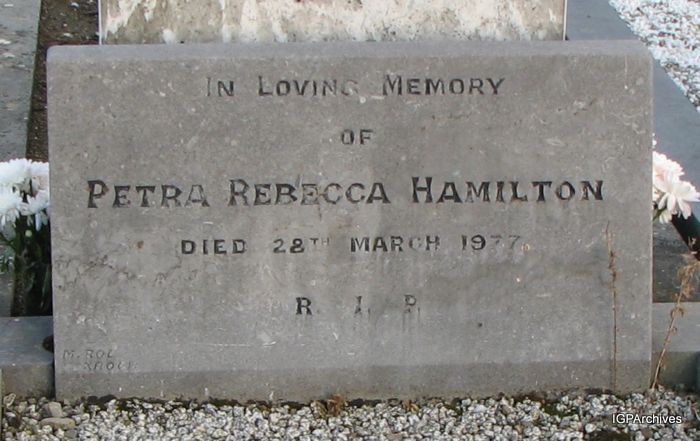 IN LOVING MEMORY
OF
PETRA REBECCA HAMILTON
DIED 28TH MARCH 1977
R I P
IGPArchives